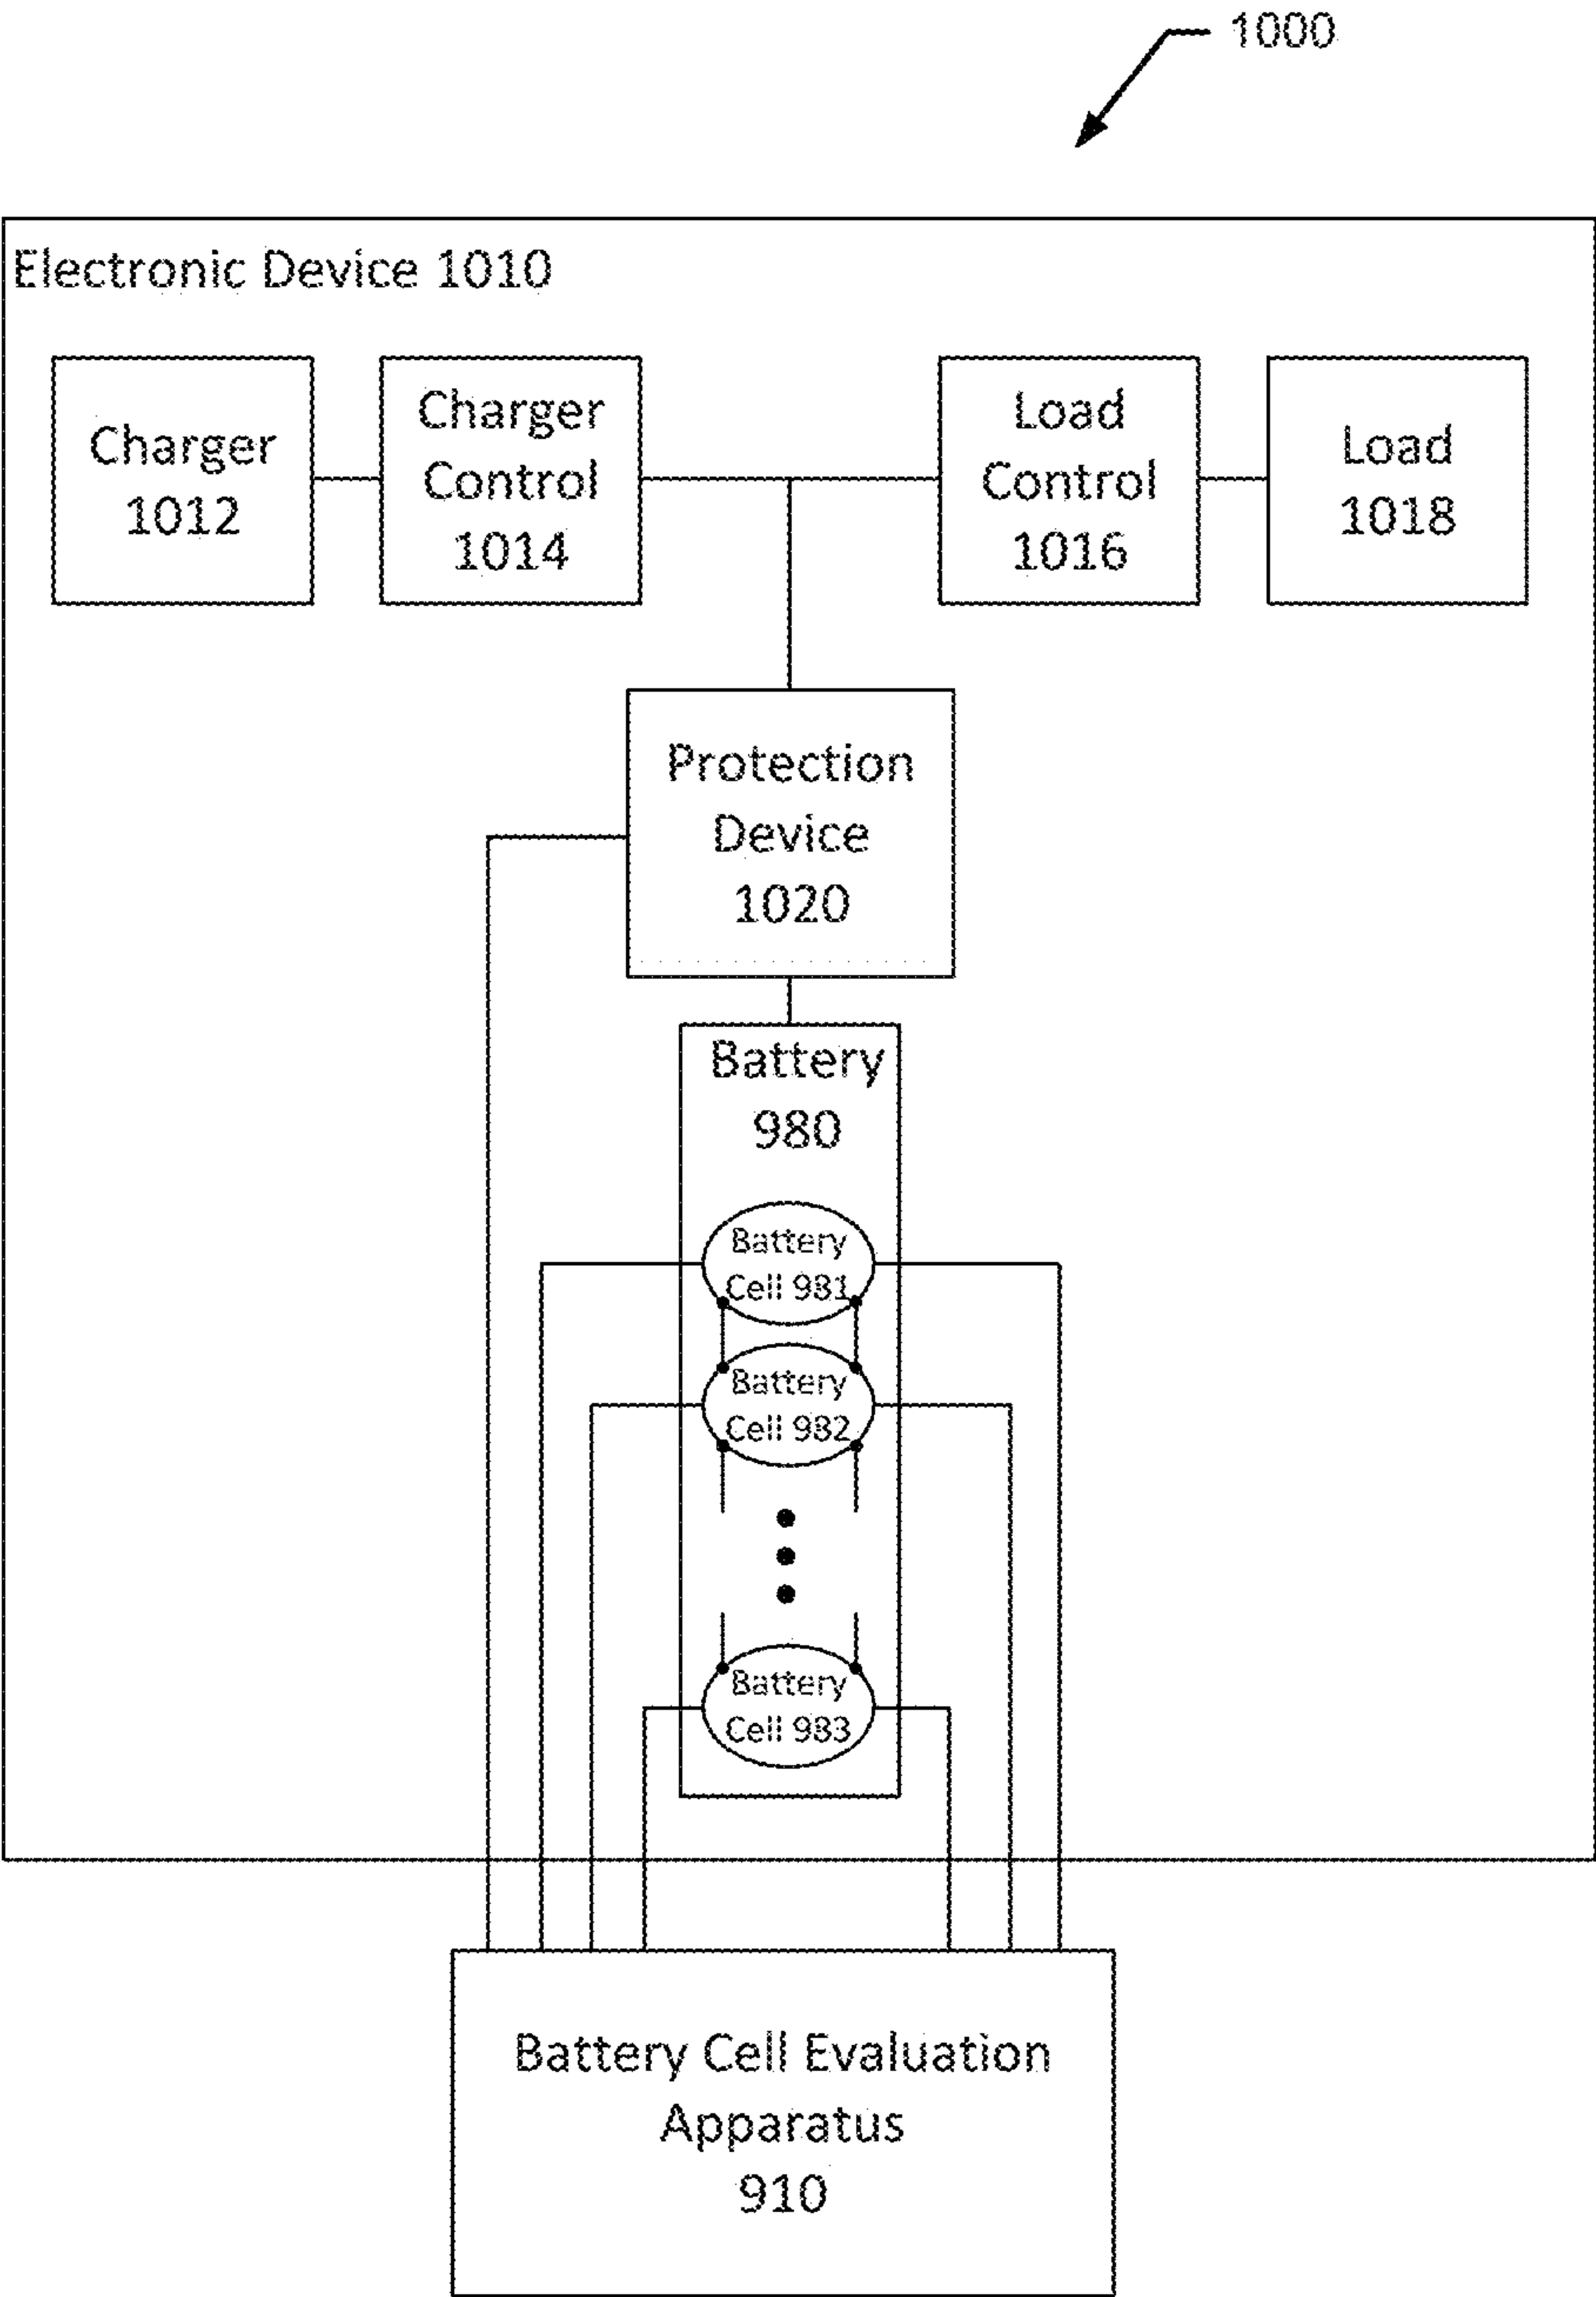 1000
Electronic Device 1010
Charger
1012
Charger
Control
1014
Load
Control
1016
Load
1018
Protection
Device
1020
Battery
980
Battery
Cell 981
Battery
Cell 982
Battery
Cell 983
Battery Cell Evaluation
Apparatus
910